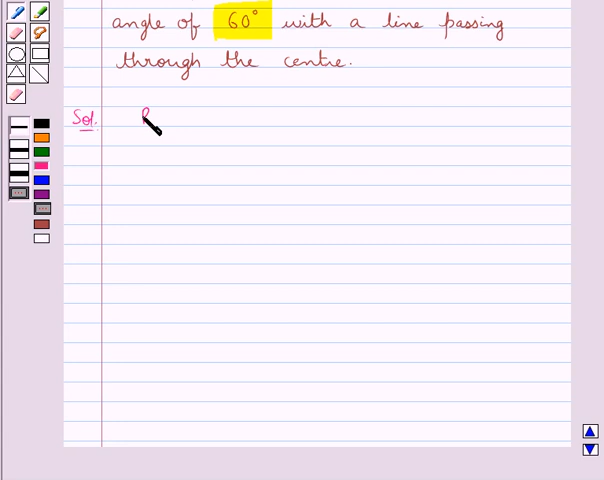 angle of 60° with a line passing
through the centre.
Sol.